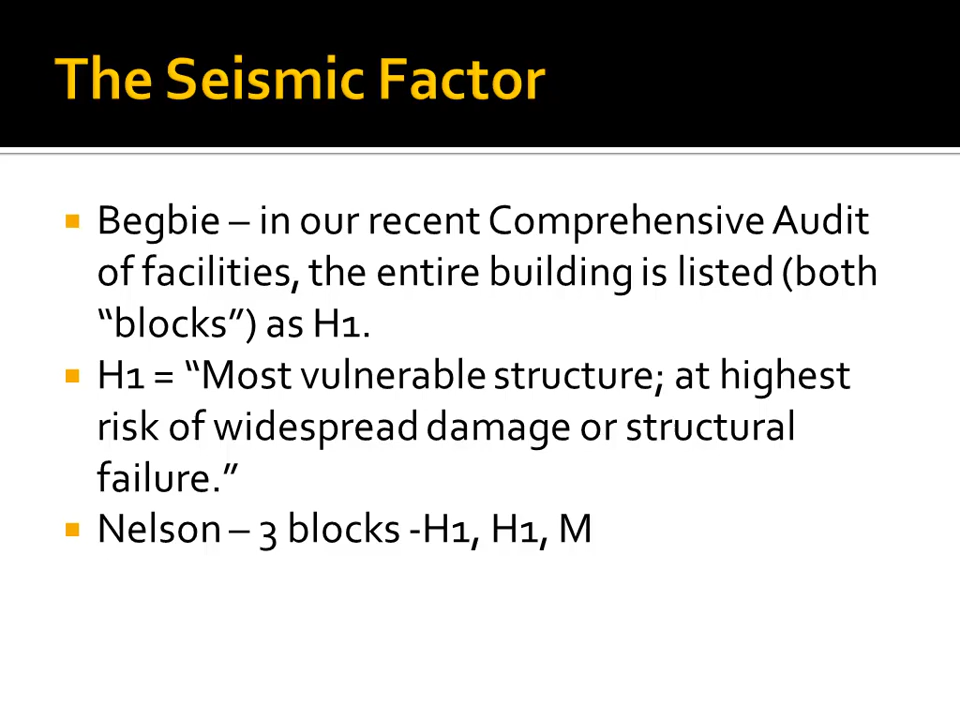 The Seismic Factor
Begbie – in our recent Comprehensive Audit
of facilities, the entire building is listed (both
“blocks”) as H1.
H1 = “Most vulnerable structure; at highest
risk of widespread damage or structural
failure.”
Nelson – 3 blocks -H1, H1, M